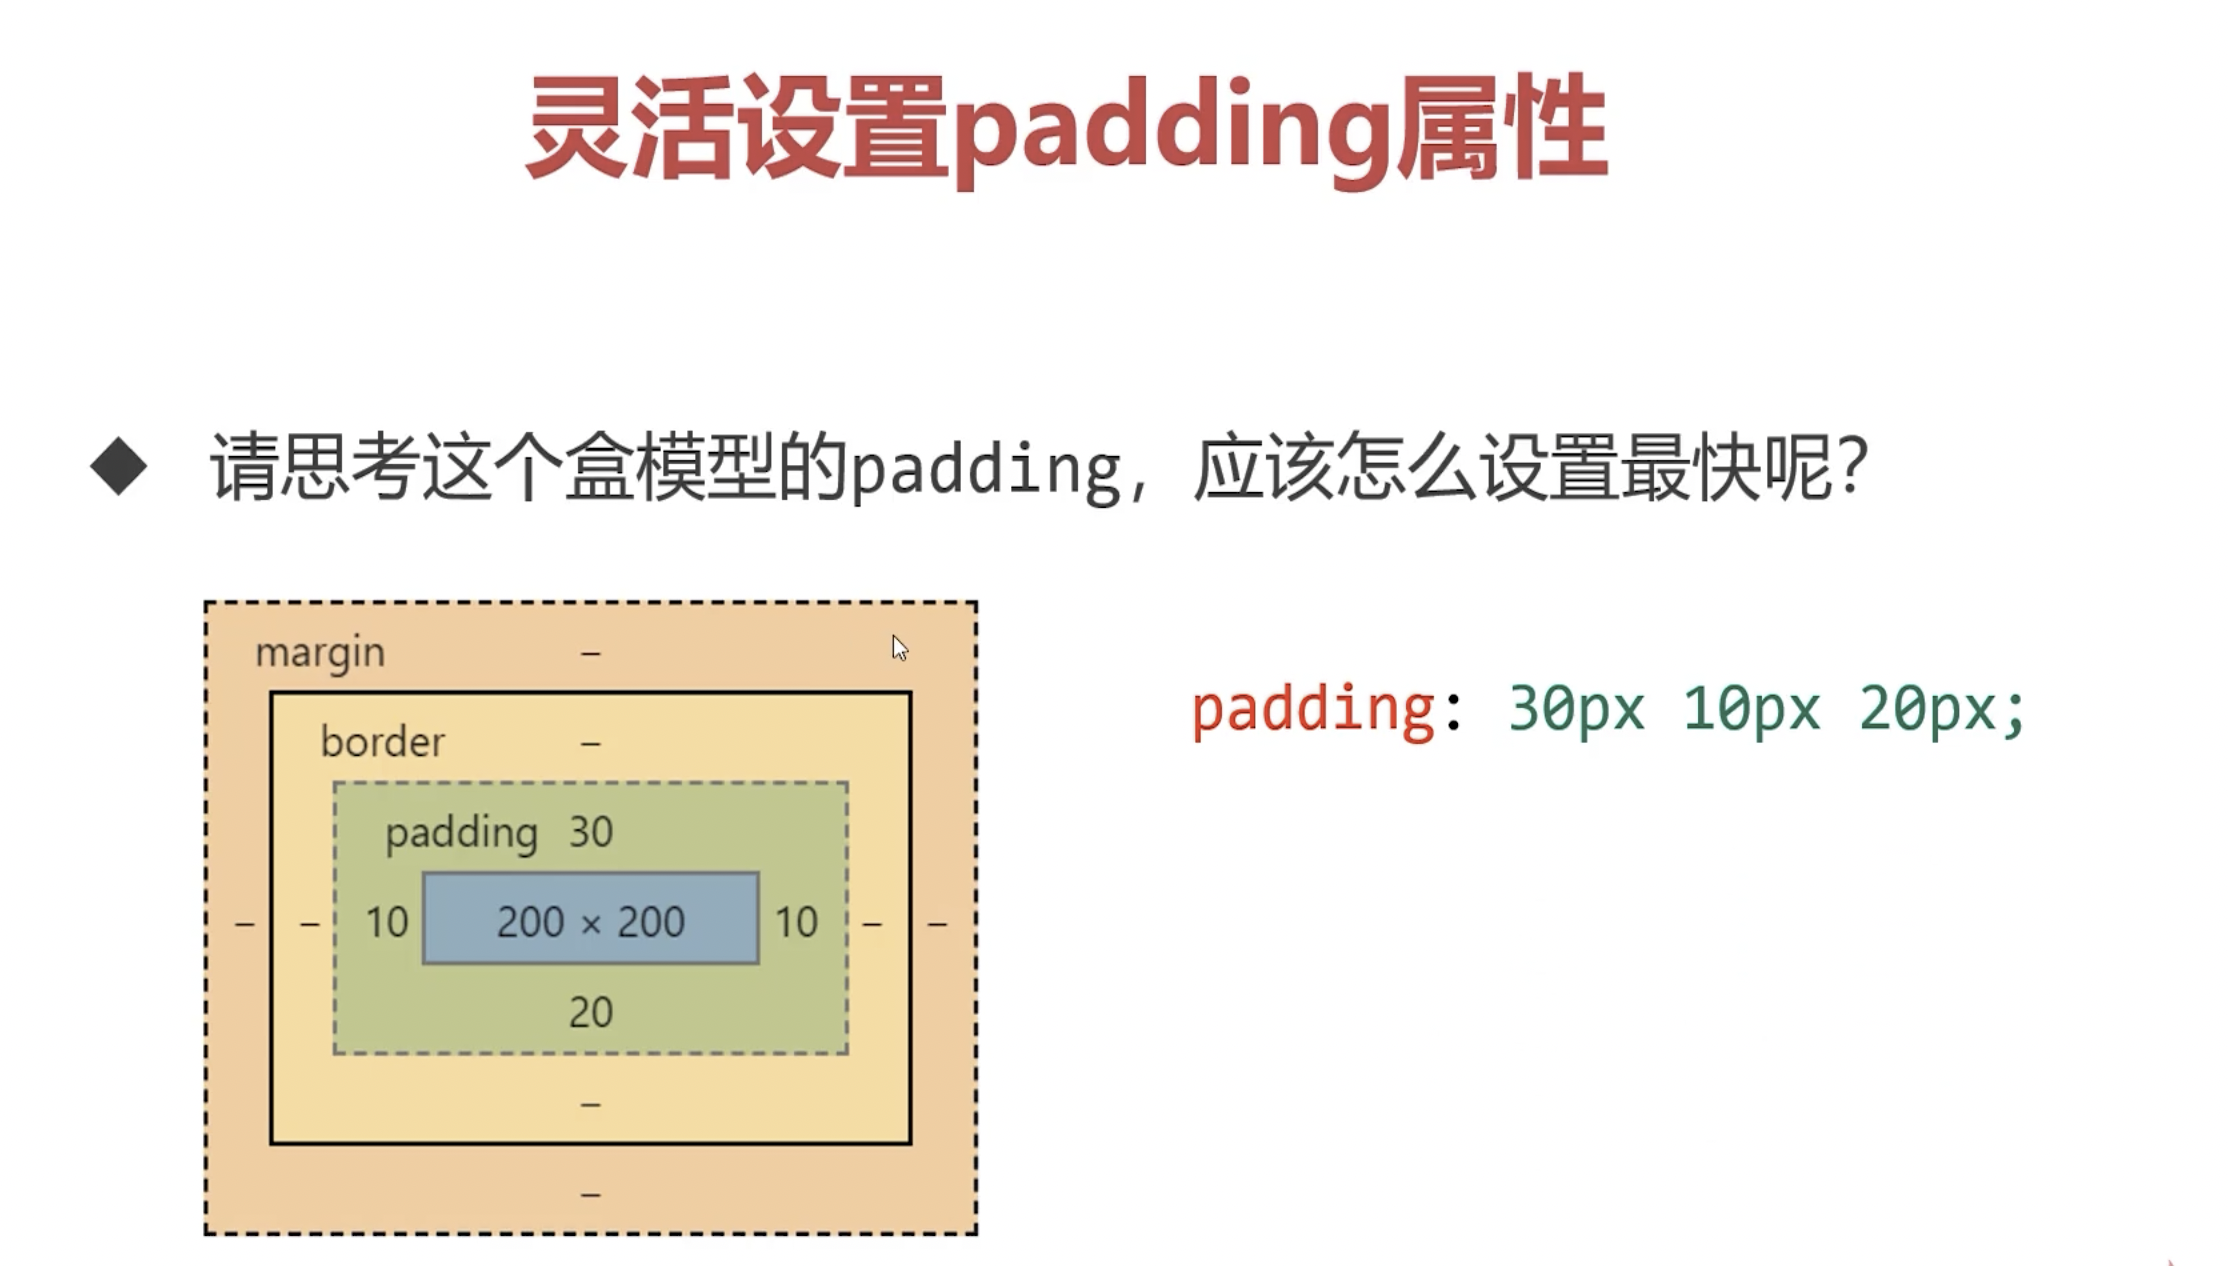 灵活设置padding属性
◆ 请思考这个盒模型的padding，应该怎么设置最快呢？
margin –
border –
padding 30
– – 10 200 × 200 10 – –
20
–
–
padding: 30px 10px 20px;